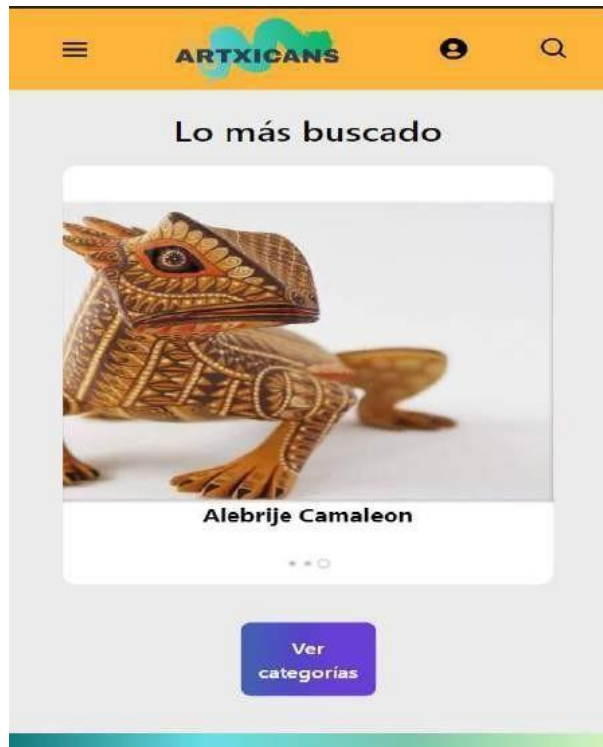 ARTXICANS
Lo más buscado
Alebrije Camaleon
Ver
categorías